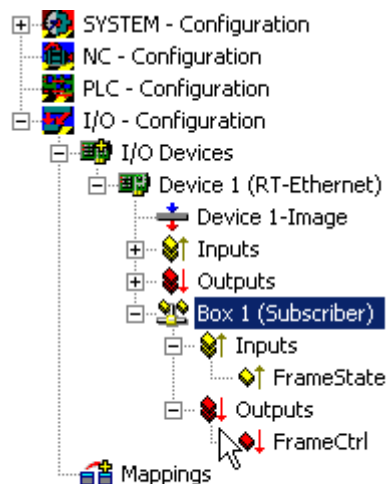 SYSTEM - Configuration
NC - Configuration
PLC - Configuration
I/O - Configuration
I/O Devices
Device 1 (RT-Ethernet)
Device 1-Image
Inputs
Outputs
Box 1 (Subscriber)
Inputs
FrameState
Outputs
FrameCtrl
Mappings